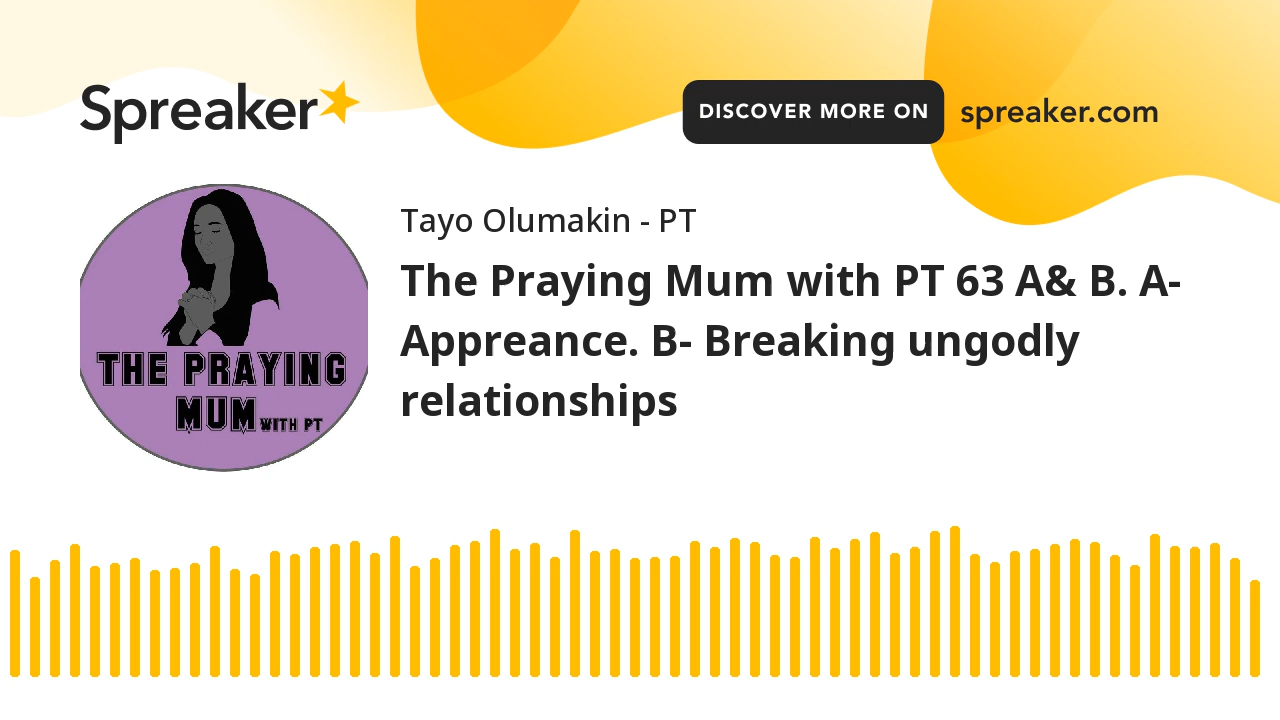 Spreaker
DISCOVER MORE ON
spreaker.com
THE PRAYING
MUM WITH PT
Tayo Olumakin - PT
The Praying Mum with PT 63 A& B. A-
Appreance. B- Breaking ungodly
relationships